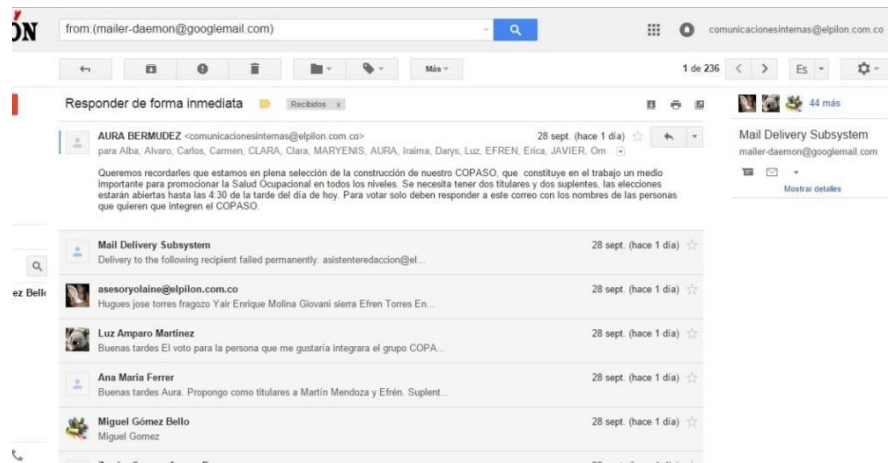 ÓN
from:(mailer-daemon@googlemail.com)
comunicacionesinternas@elpilon.com.co
Más
1 de 236
Es
Responder de forma inmediata
Recibidos x
44 más
AURA BERMUDEZ <comunicacionesinternas@elpilon.com.co>
28 sept. (hace 1 día)
para Alba, Alvaro, Carlos, Carmen, CLARA, Clara, MARYENIS, AURA, Iraima, Darys, Luz, EFREN, Erica, JAVIER, Om
Mail Delivery Subsystem
mailer-daemon@googlemail.com
Mostrar detalles
Queremos recordarles que estamos en plena selección de la construcción de nuestro COPASO, que constituye en el trabajo un medio
importante para promocionar la Salud Ocupacional en todos los niveles. Se necesita tener dos titulares y dos suplentes, las elecciones
estarán abiertas hasta las 4:30 de la tarde del día de hoy. Para votar solo deben responder a este correo con los nombres de las personas
que quieren que integren el COPASO.
Mail Delivery Subsystem
28 sept. (hace 1 día)
Delivery to the following recipient failed permanently: asistenteredaccion@el...
ez Bello
asesoryolaine@elpilon.com.co
28 sept. (hace 1 día)
Hugues jose torres fragozo Yair Enrique Molina Giovani sierra Efren Torres En...
Luz Amparo Martinez
28 sept. (hace 1 día)
Buenas tardes El voto para la persona que me gustaría integrara el grupo COPA...
Ana Maria Ferrer
28 sept. (hace 1 día)
Buenas tardes Aura. Propongo como titulares a Martín Mendoza y Efrén. Suplent...
Miguel Gómez Bello
28 sept. (hace 1 día)
Miguel Gomez